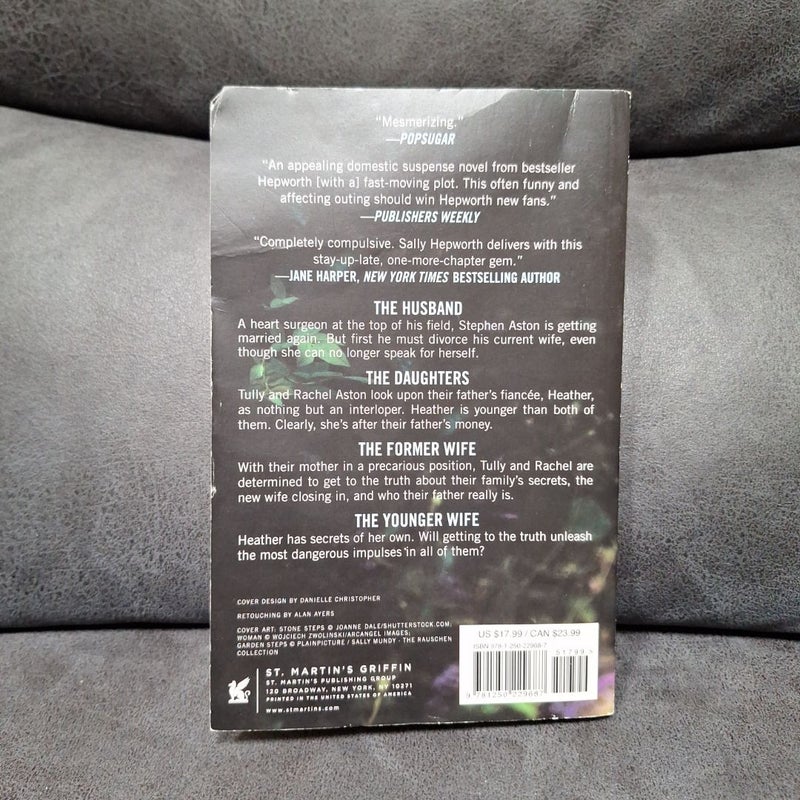 “Mesmerizing.”
—POPSUGAR
“An appealing domestic suspense novel from bestseller
Hepworth [with a] fast-moving plot. This often funny and
affecting outing should win Hepworth new fans.”
—PUBLISHERS WEEKLY
“Completely compulsive. Sally Hepworth delivers with this
stay-up-late, one-more-chapter gem.”
—JANE HARPER, NEW YORK TIMES BESTSELLING AUTHOR
THE HUSBAND
A heart surgeon at the top of his field, Stephen Aston is getting
married again. But first he must divorce his current wife, even
though she can no longer speak for herself.
THE DAUGHTERS
Tully and Rachel Aston look upon their father’s fiancée, Heather,
as nothing but an interloper. Heather is younger than both of
them. Clearly, she’s after their father’s money.
THE FORMER WIFE
With their mother in a precarious position, Tully and Rachel are
determined to get to the truth about their family’s secrets, the
new wife closing in, and who their father really is.
THE YOUNGER WIFE
Heather has secrets of her own. Will getting to the truth unleash
the most dangerous impulses in all of them?
COVER DESIGN BY DANIELLE CHRISTOPHER
RETOUCHING BY ALAN AYERS
COVER ART: STONE STEPS © JOANNE DALE/SHUTTERSTOCK.COM;
WOMAN © WOJCIECH ZWOLINSKI/ARCANGEL IMAGES;
GARDEN STEPS © PLAINPICTURE / SALLY MUNDY - THE RAUSCHEN
COLLECTION
ST. MARTIN’S GRIFFIN
ST. MARTIN’S PUBLISHING GROUP
120 BROADWAY, NEW YORK, NY 10271
PRINTED IN THE UNITED STATES OF AMERICA
www.stmartins.com
US $17.99 / CAN $23.99
ISBN 978-1-250-22968-7
51799>
9 781250 229687